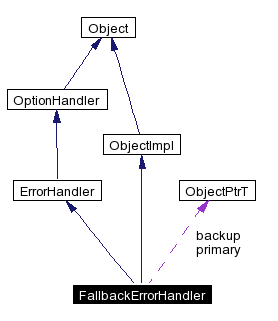 Object
OptionHandler
ObjectImpl
ErrorHandler
ObjectPtrT
backup
primary
FallbackErrorHandler